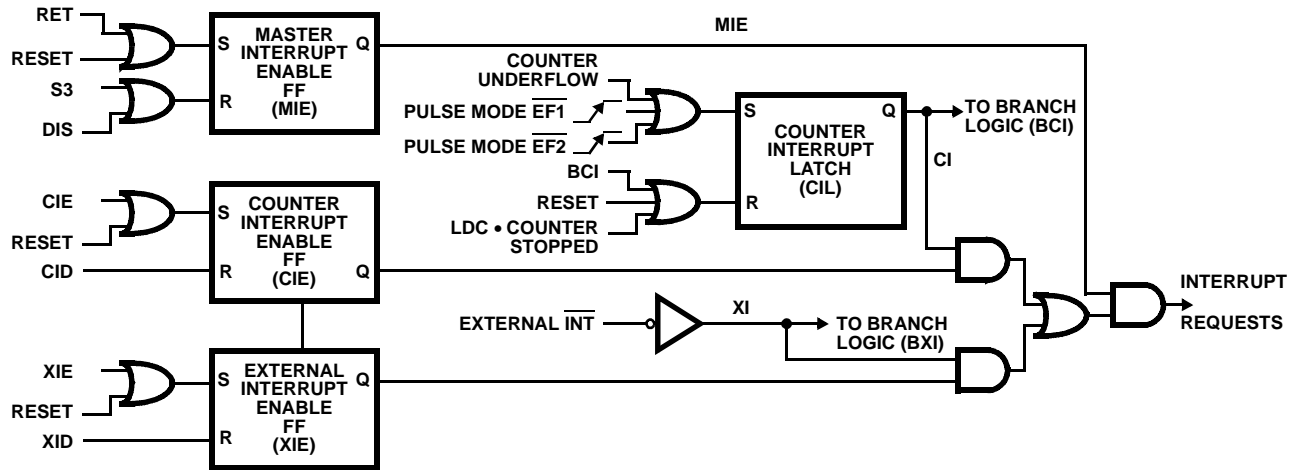 RET
RESET
S3
DIS
S
R
Q
MASTER
INTERRUPT
ENABLE
FF
(MIE)
MIE
COUNTER
UNDERFLOW
PULSE MODE EF1
PULSE MODE EF2
BCI
RESET
LDC • COUNTER
STOPPED
S
R
Q
COUNTER
INTERRUPT
LATCH
(CIL)
TO BRANCH
LOGIC (BCI)
CI
CIE
RESET
CID
S
R
Q
COUNTER
INTERRUPT
ENABLE
FF
(CIE)
EXTERNAL INT
XI
TO BRANCH
LOGIC (BXI)
INTERRUPT
REQUESTS
XIE
RESET
XID
S
R
Q
EXTERNAL
INTERRUPT
ENABLE
FF
(XIE)